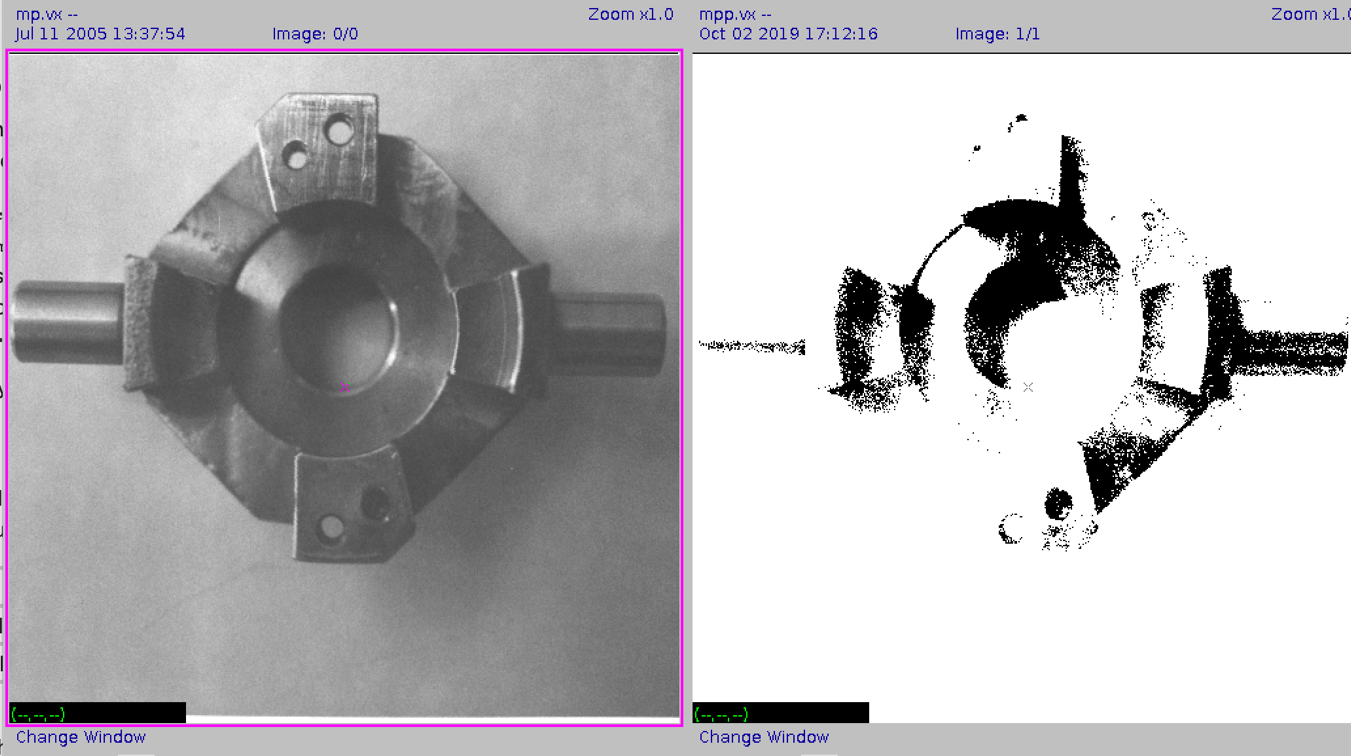 mp.vx --
Zoom x1.0
Jul 11 2005 13:37:54
Image: 0/0
(--,--,--)
Change Window
mpp.vx --
Zoom x1.0
Oct 02 2019 17:12:16
Image: 1/1
(--,--,--)
Change Window